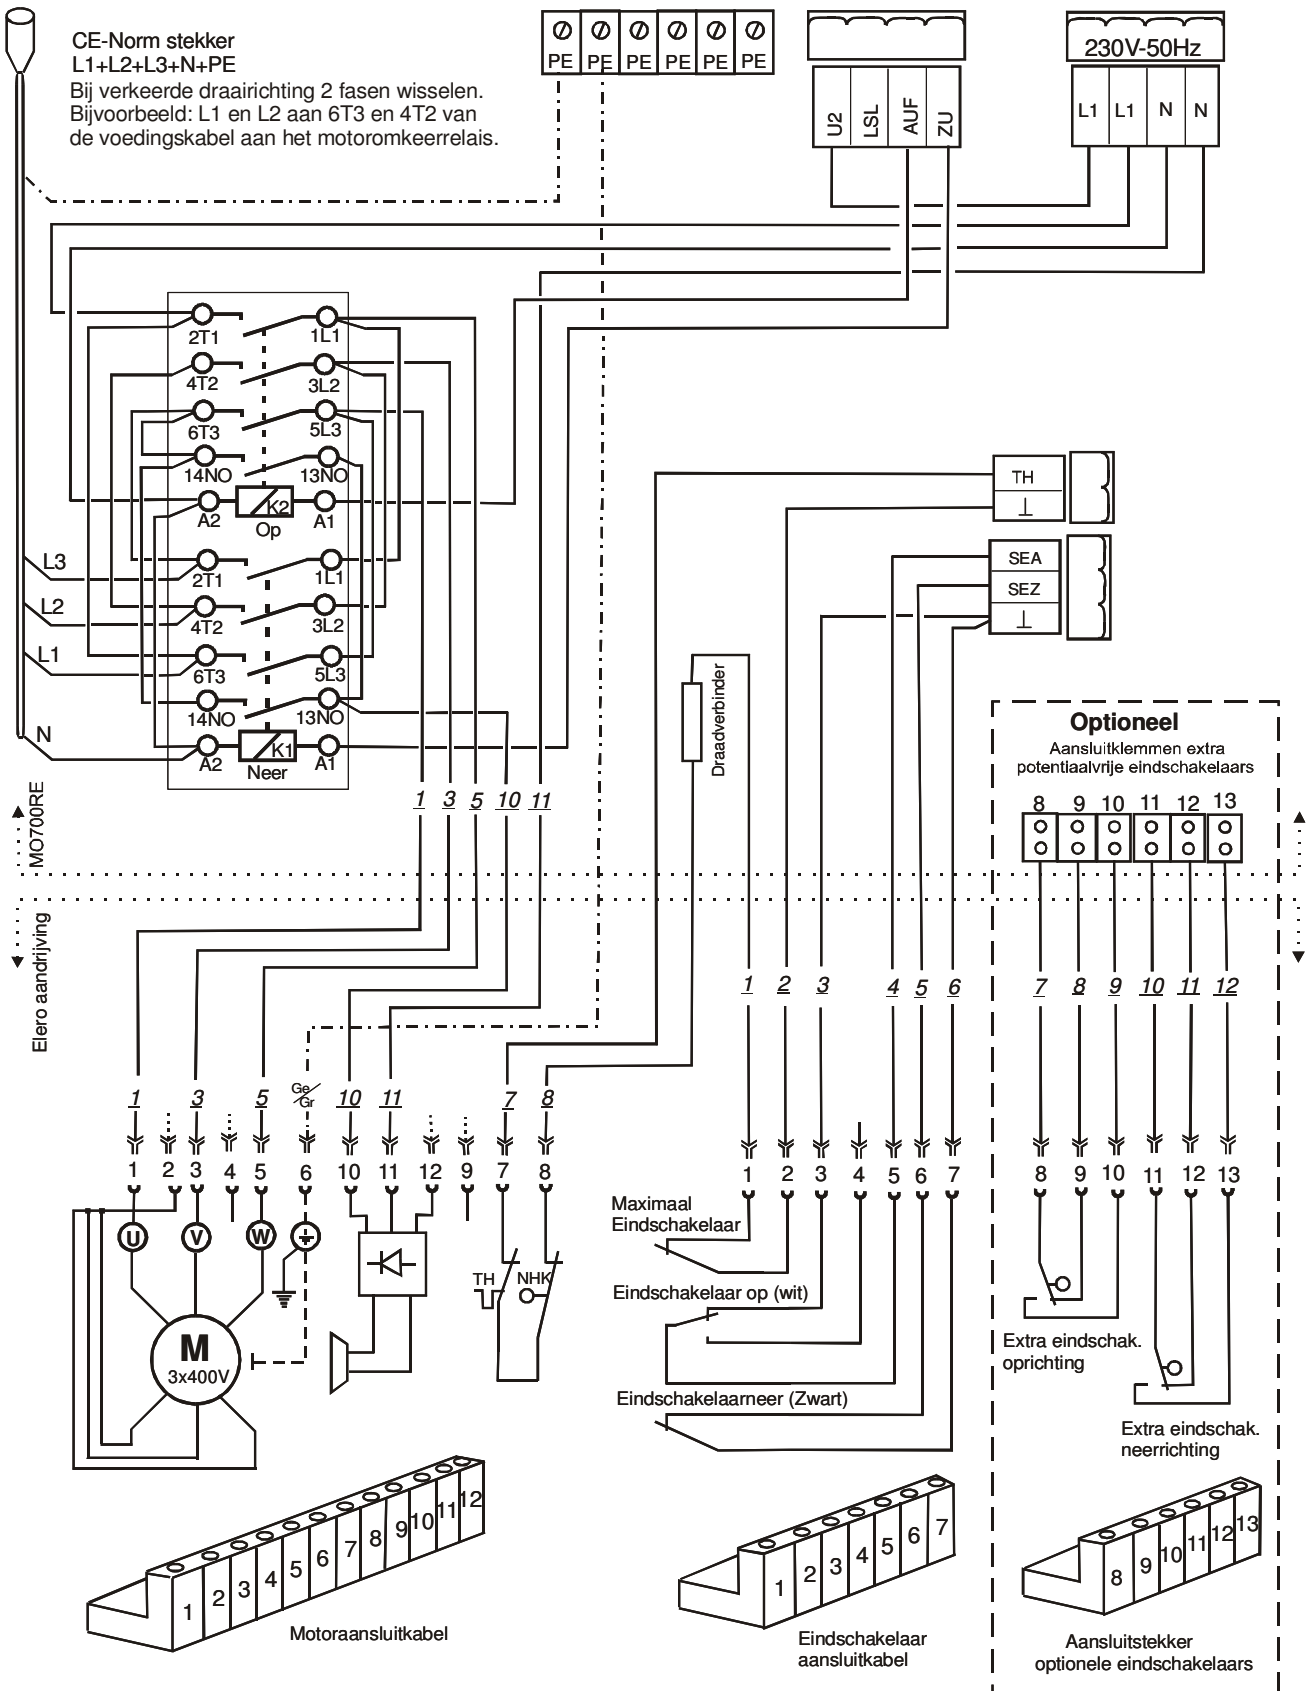 CE-Norm stekker
L1+L2+L3+N+PE
Bij verkeerde draairichting 2 fasen wisselen.
Bijvoorbeeld: L1 en L2 aan 6T3 en 4T2 van
de voedingskabel aan het motoromkeerrelais.
PE PE PE PE PE PE
U2 LSL AUF ZU
230V-50Hz
L1 L1 N N
2T1 1L1
4T2 3L2
6T3 5L3
14NO 13NO
A2 K2 A1
Op
L3
2T1 1L1
L2
4T2 3L2
L1
6T3 5L3
14NO 13NO
N
A2 K1 A1
Neer
TH
⊥
SEA
SEZ
⊥
Draadverbinder
Optioneel
Aansluitklemmen extra
potentiaalvrije eindschakelaars
8 9 10 11 12 13
1 3 5 10 11
MO700RE
Elero aandrijving
1 2 3 4 5 6
7 8 9 10 11 12
1 3 5 Ge/Gr 10 11 7 8
1 2 3 4 5 6 10 11 12 9 7 8
1 2 3 4 5 6 7
8 9 10 11 12 13
U V W
M
3x400V
TH NHK
Maximaal
Eindschakelaar
Eindschakelaar op (wit)
Eindschakelaarneer (Zwart)
Extra eindschak.
oprichting
Extra eindschak.
neerrichting
1 2 3 4 5 6 7 8 9 10 11 12
Motoraansluitkabel
1 2 3 4 5 6 7
Eindschakelaar
aansluitkabel
8 9 10 11 12 13
Aansluitstekker
optionele eindschakelaars